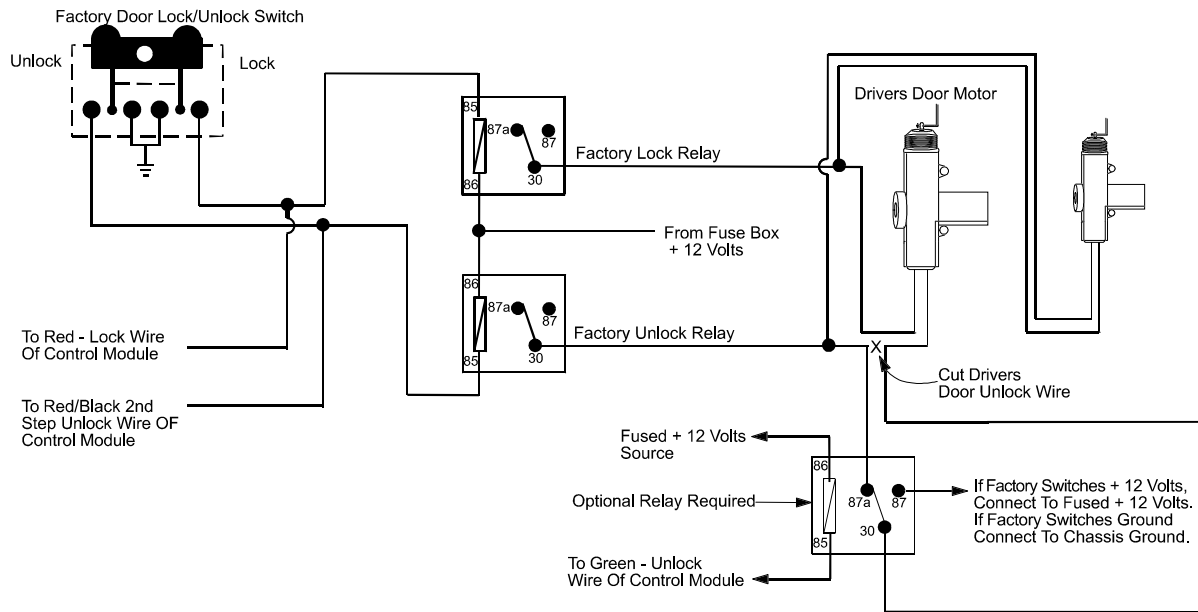 Factory Door Lock/Unlock Switch
Unlock
Lock
85
87a
87
30
86
Factory Lock Relay
Drivers Door Motor
From Fuse Box
+ 12 Volts
86
87a
87
30
85
Factory Unlock Relay
To Red - Lock Wire
Of Control Module
To Red/Black 2nd
Step Unlock Wire OF
Control Module
X
Cut Drivers
Door Unlock Wire
Fused + 12 Volts
Source
Optional Relay Required
86
87a
87
30
85
If Factory Switches + 12 Volts,
Connect To Fused + 12 Volts.
If Factory Switches Ground
Connect To Chassis Ground.
To Green - Unlock
Wire Of Control Module